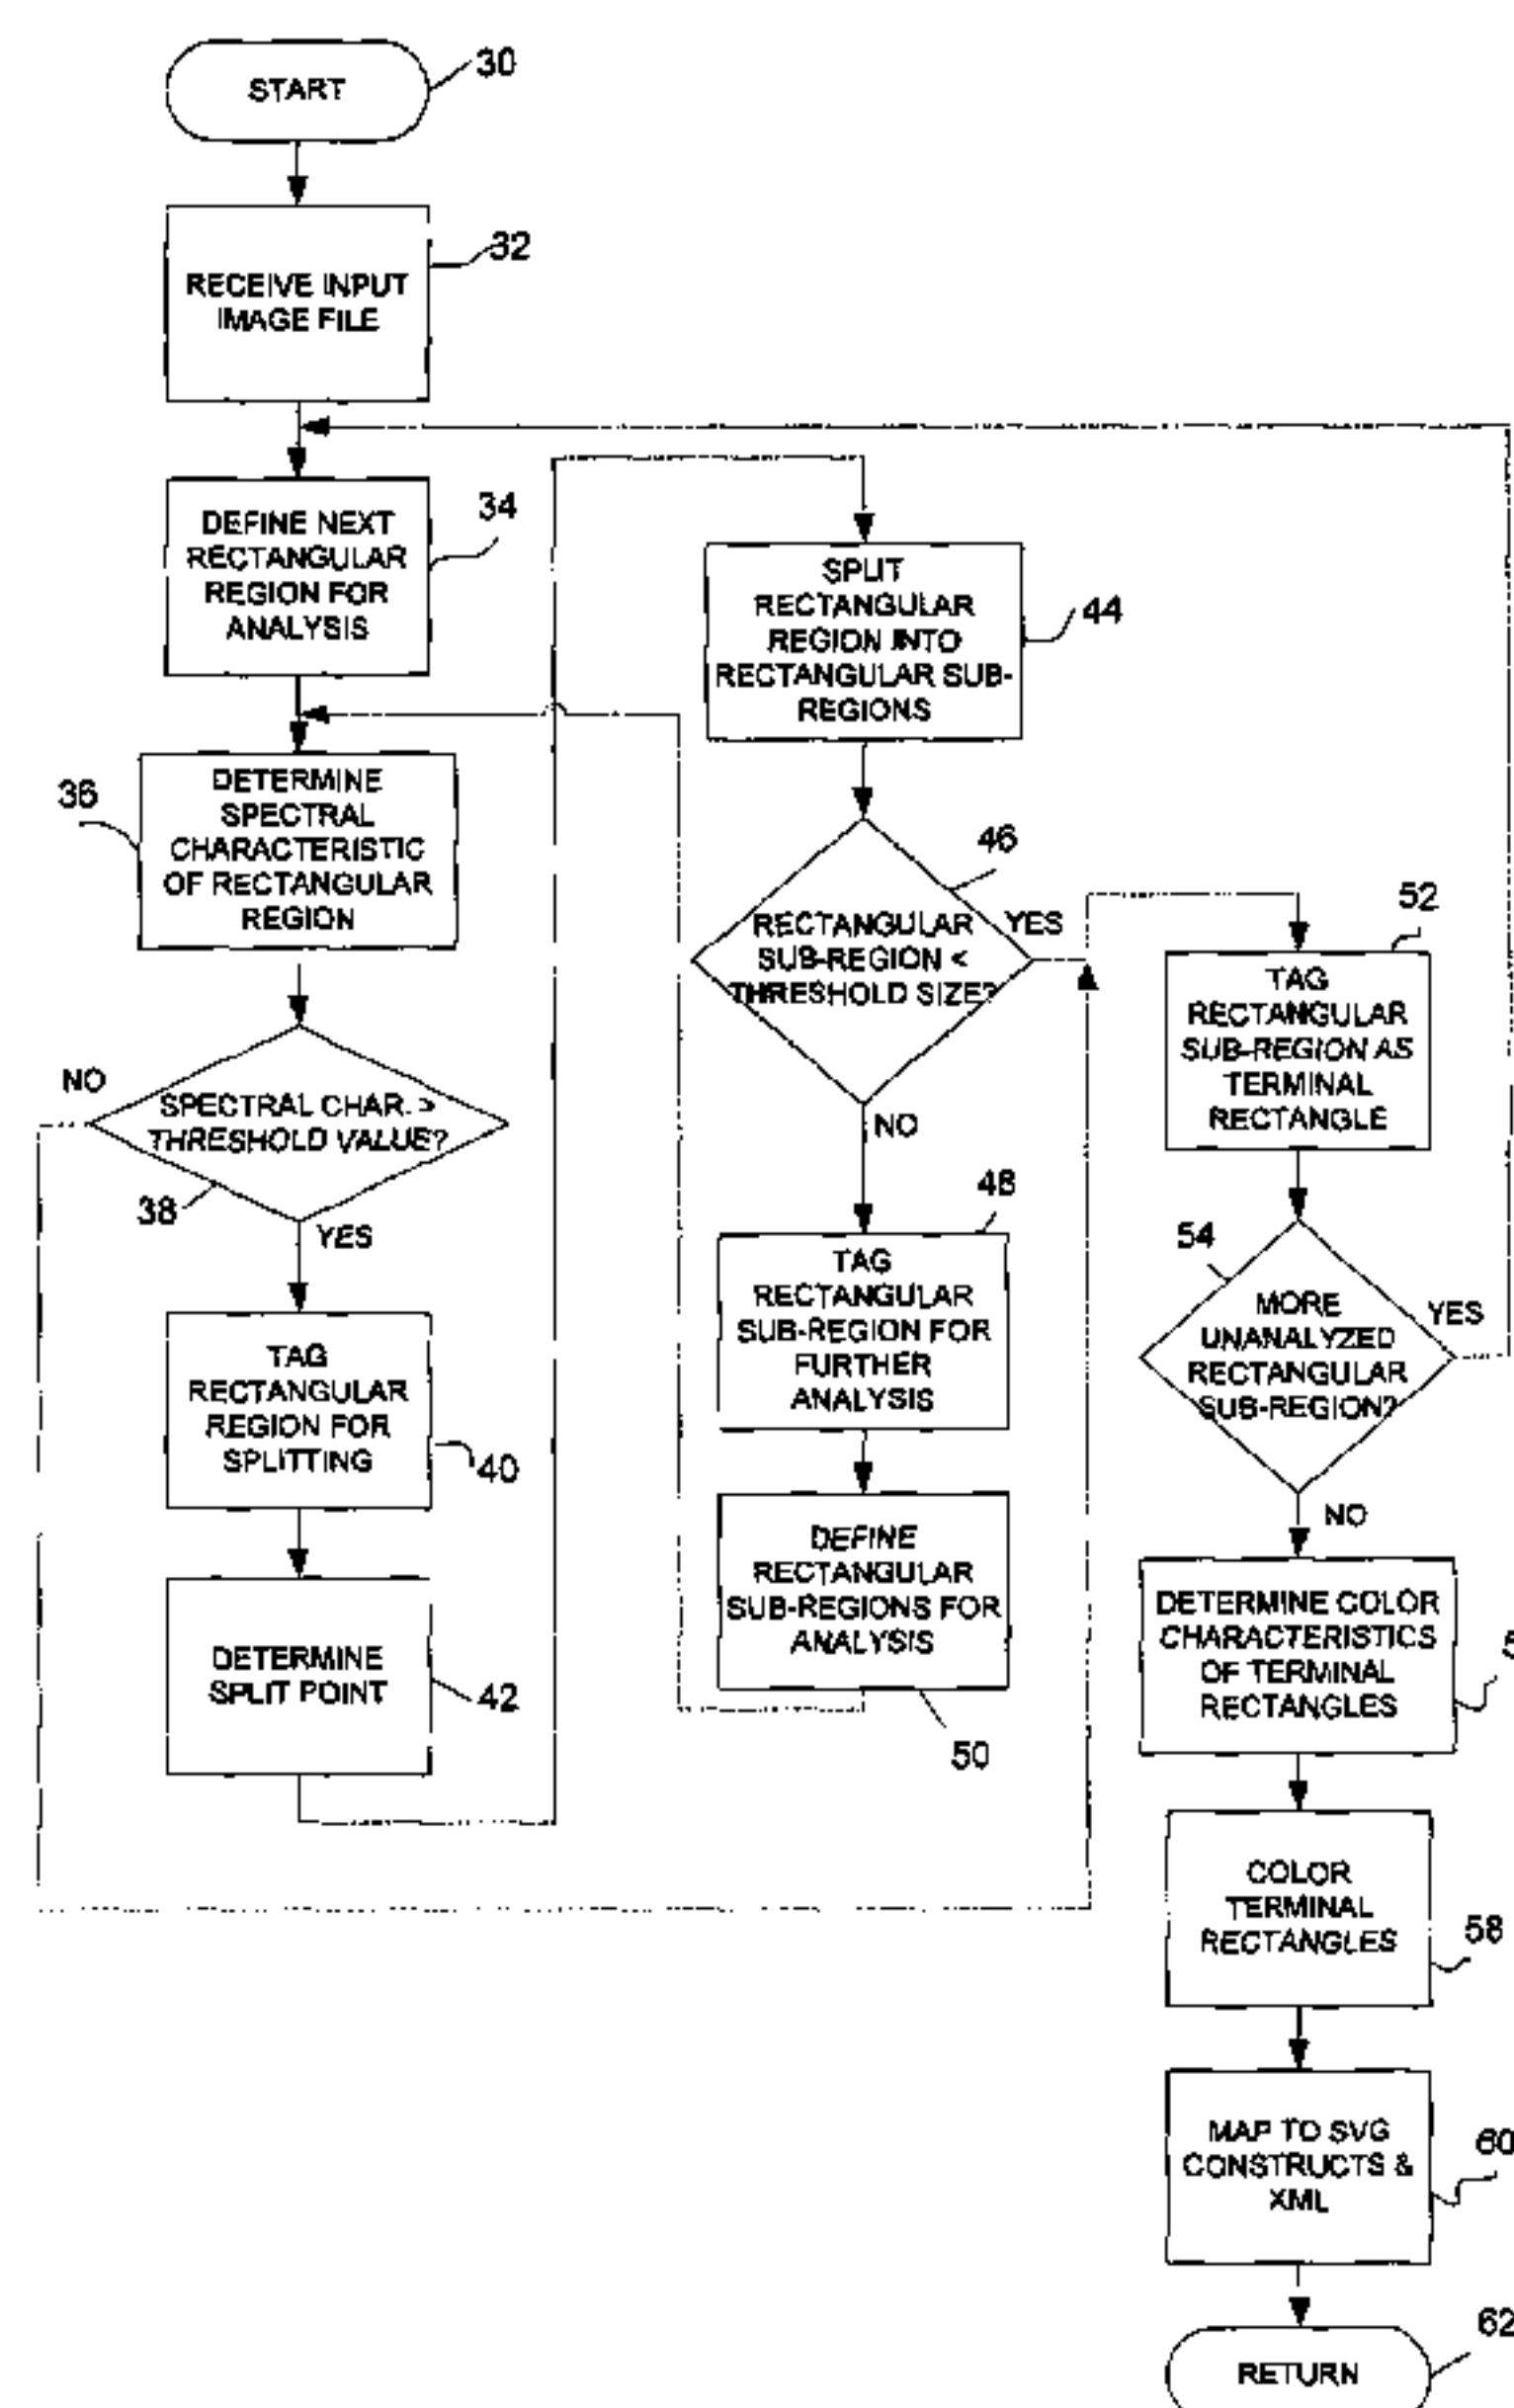 START
30
RECEIVE INPUT
IMAGE FILE
32
DEFINE NEXT
RECTANGULAR
REGION FOR
ANALYSIS
34
DETERMINE
SPECTRAL
CHARACTERISTIC
OF RECTANGULAR
REGION
36
SPECTRAL CHAR. >
THRESHOLD VALUE?
NO
38
YES
TAG
RECTANGULAR
REGION FOR
SPLITTING
40
DETERMINE
SPLIT POINT
42
SPLIT
RECTANGULAR
REGION INTO
RECTANGULAR SUB-
REGIONS
44
46
RECTANGULAR
SUB-REGION <
THRESHOLD SIZE?
YES
NO
48
TAG
RECTANGULAR
SUB-REGION FOR
FURTHER
ANALYSIS
DEFINE
RECTANGULAR
SUB-REGIONS FOR
ANALYSIS
50
52
TAG
RECTANGULAR
SUB-REGION AS
TERMINAL
RECTANGLE
54
MORE
UNANALYZED
RECTANGULAR
SUB-REGION?
YES
NO
DETERMINE COLOR
CHARACTERISTICS
OF TERMINAL
RECTANGLES
COLOR
TERMINAL
RECTANGLES
58
MAP TO SVG
CONSTRUCTS &
XML
60
RETURN
62